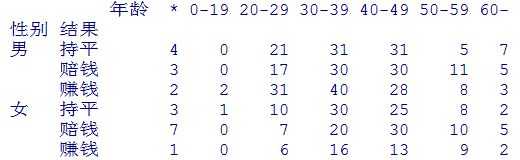 年龄 * 0-19 20-29 30-39 40-49 50-59 60-
性别 结果
男 持平 4 0 21 31 31 5 7
赔钱 3 0 17 30 30 11 5
赚钱 2 2 31 40 28 8 3
女 持平 3 1 10 30 25 8 2
赔钱 7 0 7 20 30 10 5
赚钱 1 0 6 16 13 9 2